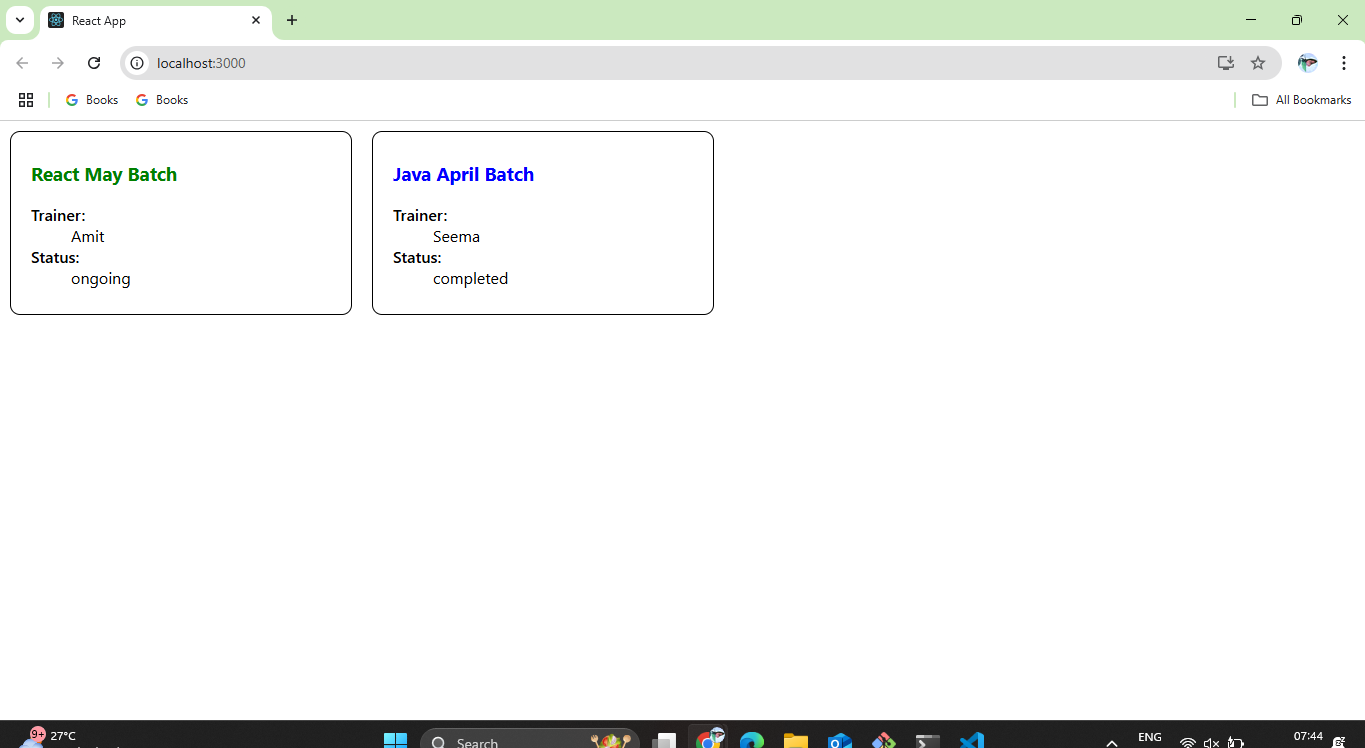 React App
localhost:3000
Books Books All Bookmarks
React May Batch
Trainer:
Amit
Status:
ongoing
Java April Batch
Trainer:
Seema
Status:
completed
9+ 27°C
Search
ENG
07:44